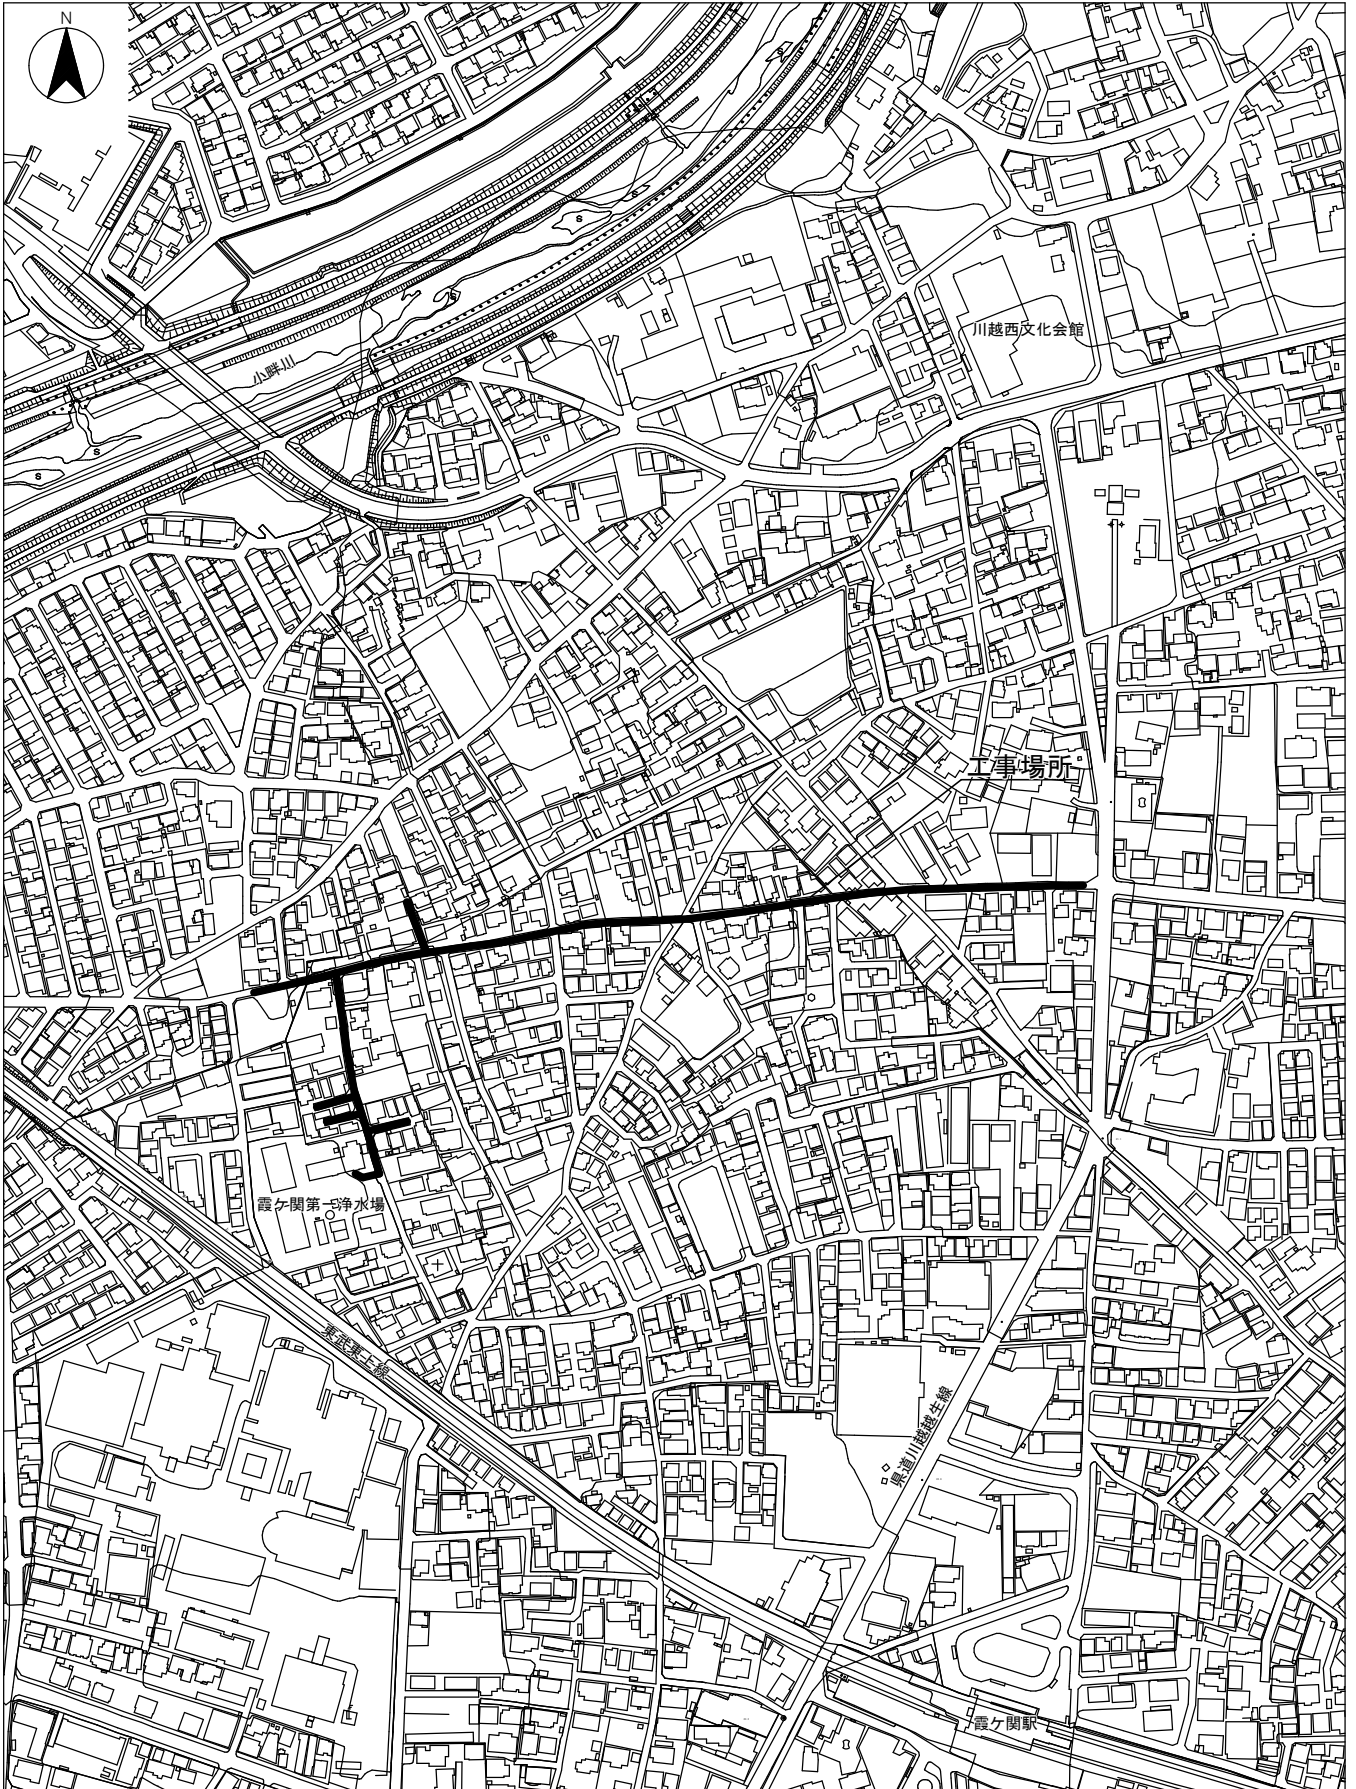 N
川越西文化会館
小畔川
工事場所
霞ケ関第一浄水場
東武東上線
県道川越越生線
霞ケ関駅